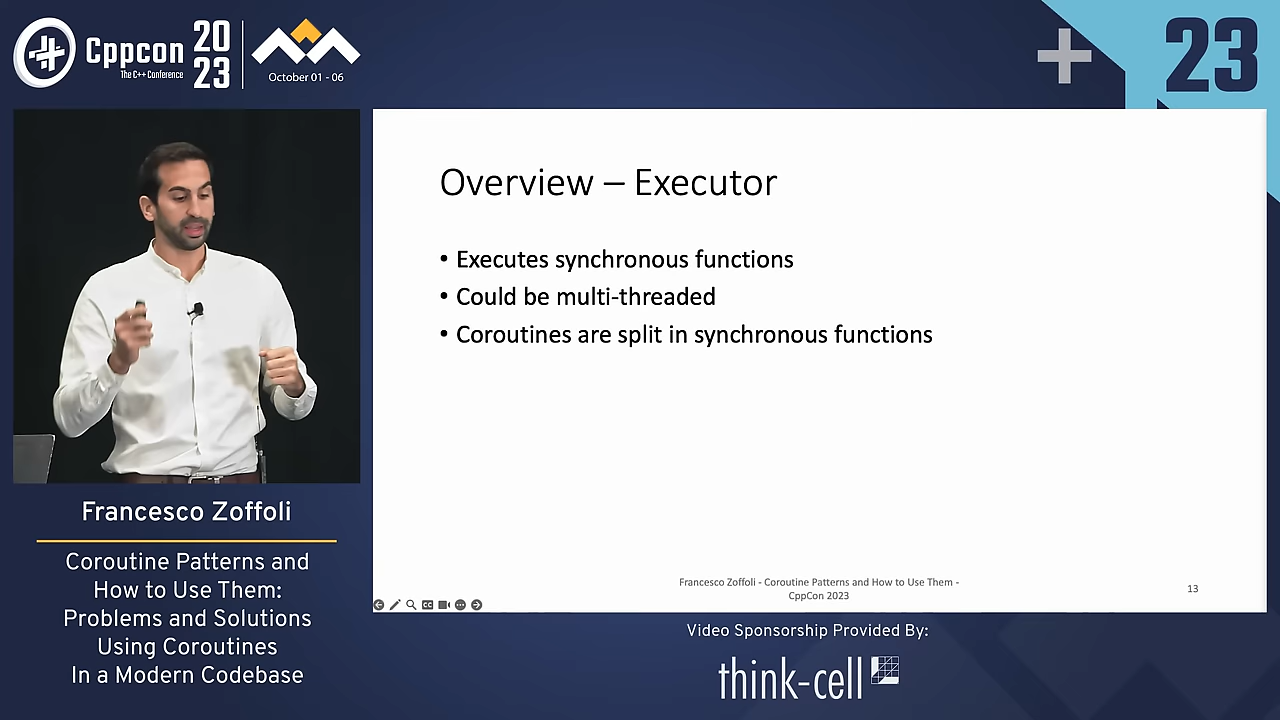 Cppcon
The C++ Conference
20
23
October 01 - 06
23
Overview – Executor
• Executes synchronous functions
• Could be multi-threaded
• Coroutines are split in synchronous functions
Francesco Zoffoli - Coroutine Patterns and How to Use Them -
CppCon 2023
13
Francesco Zoffoli
Coroutine Patterns and
How to Use Them:
Problems and Solutions
Using Coroutines
In a Modern Codebase
Video Sponsorship Provided By:
think-cell